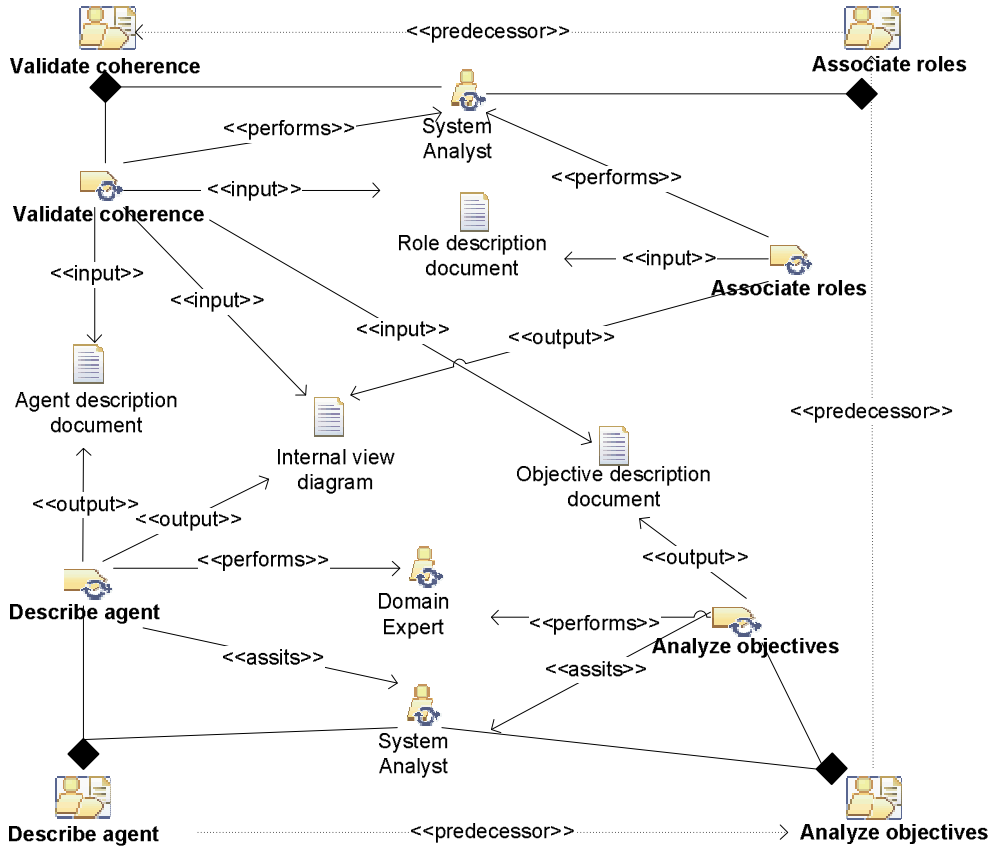 <<predecessor>>
Validate coherence
Associate roles
<<performs>>
System
Analyst
<<performs>>
<<input>>
Validate coherence
Role description
document
<<input>>
<<input>>
Associate roles
<<input>>
<<input>>
<<output>>
Agent description
document
<<predecessor>>
Internal view
diagram
Objective description
document
<<output>>
<<output>>
<<output>>
<<performs>>
Describe agent
Domain
Expert
<<performs>>
Analyze objectives
<<assits>>
<<assits>>
System
Analyst
Describe agent
<<predecessor>>
Analyze objectives